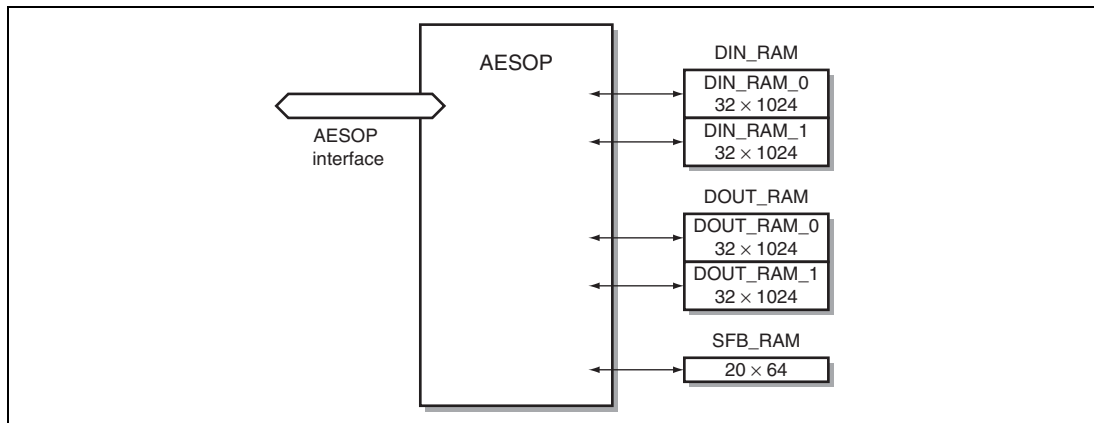 AESOP
AESOP
interface
DIN_RAM
DIN_RAM_0
32 × 1024
DIN_RAM_1
32 × 1024
DOUT_RAM
DOUT_RAM_0
32 × 1024
DOUT_RAM_1
32 × 1024
SFB_RAM
20 × 64